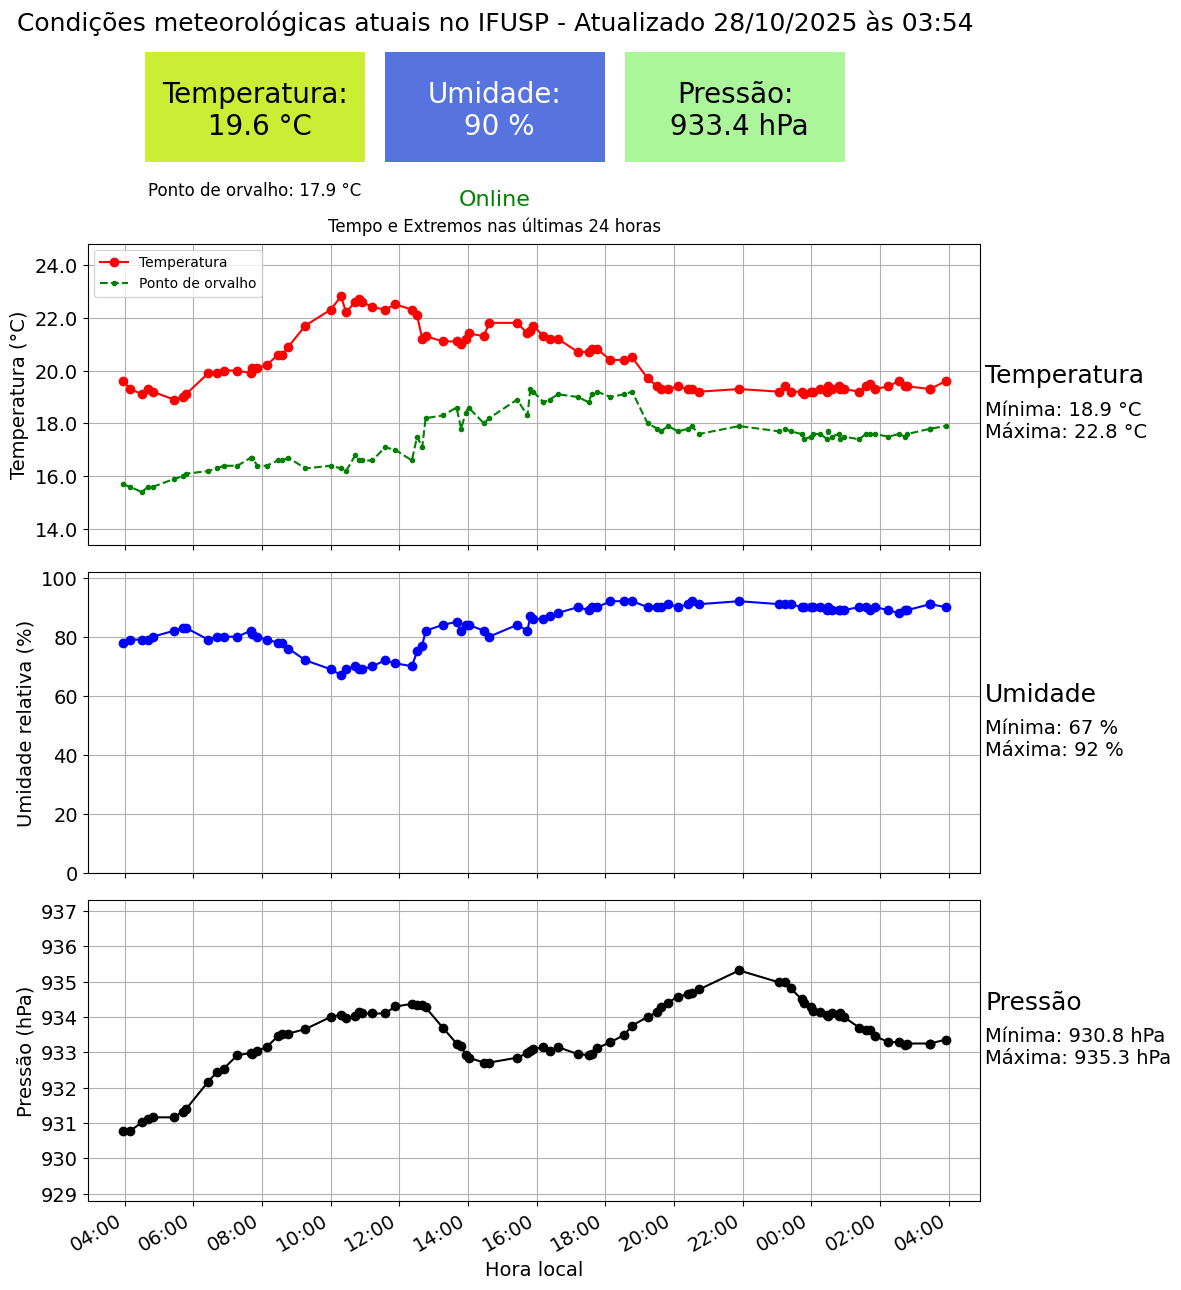 Condições meteorológicas atuais no IFUSP - Atualizado 28/10/2025 às 03:54
Temperatura:
19.6 °C
Umidade:
90 %
Pressão:
933.4 hPa
Ponto de orvalho: 17.9 °C
Online
Tempo e Extremos nas últimas 24 horas
Temperatura
Ponto de orvalho
Temperatura (°C)
24.0
22.0
20.0
18.0
16.0
14.0
Temperatura
Mínima: 18.9 °C
Máxima: 22.8 °C
Umidade relativa (%)
100
80
60
40
20
0
Umidade
Mínima: 67 %
Máxima: 92 %
Pressão (hPa)
937
936
935
934
933
932
931
930
929
Pressão
Mínima: 930.8 hPa
Máxima: 935.3 hPa
04:00
06:00
08:00
10:00
12:00
14:00
16:00
18:00
20:00
22:00
00:00
02:00
04:00
Hora local